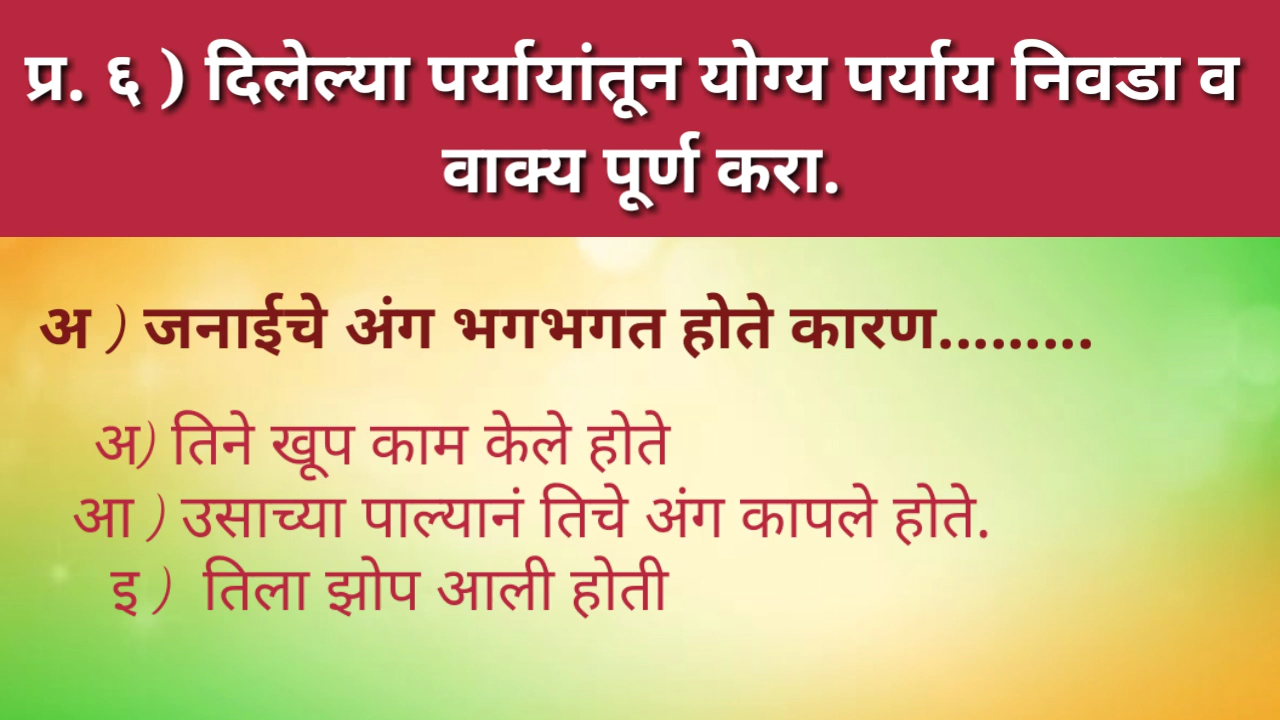 प्र. ६ ) दिलेल्या पर्यायांतून योग्य पर्याय निवडा व
वाक्य पूर्ण करा.
अ ) जनाईचे अंग भगभगत होते कारण.........
अ) तिने खूप काम केले होते
आ ) उसाच्या पाल्यानं तिचे अंग कापले होते.
इ ) तिला झोप आली होती